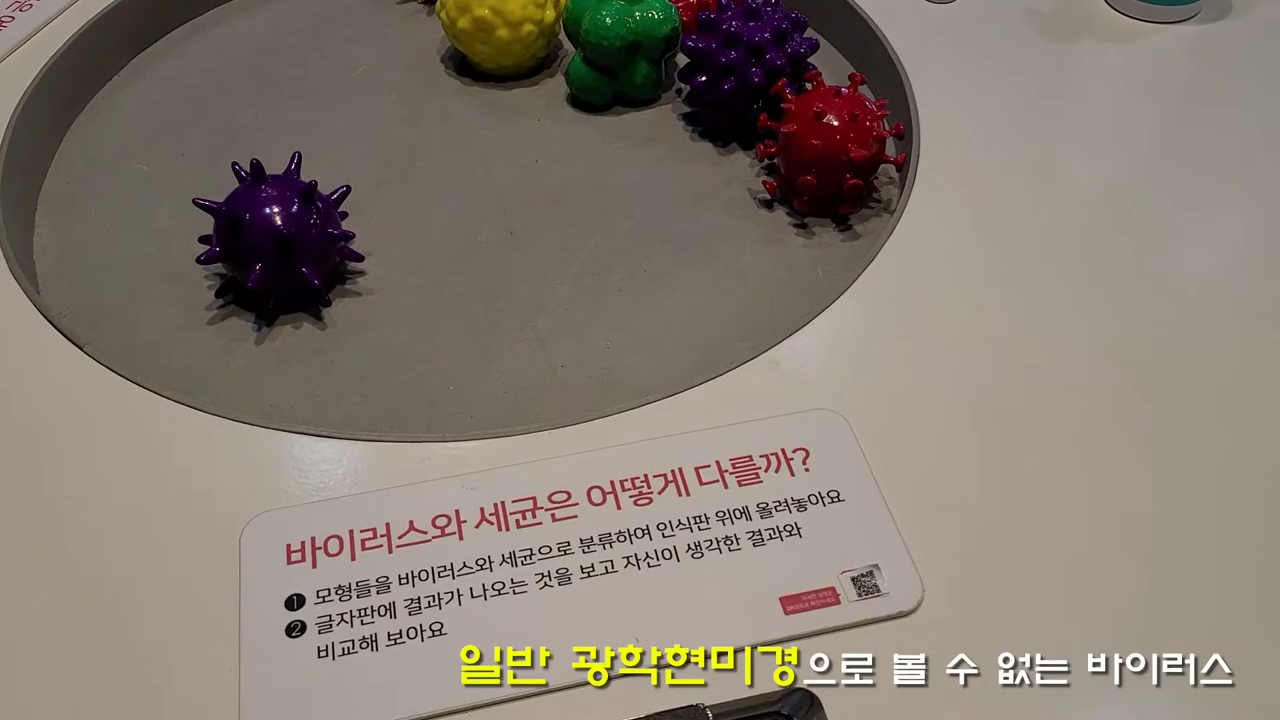 바이러스와 세균은 어떻게 다를까?
❶ 모형들을 바이러스와 세균으로 분류하여 인식판 위에 올려놓아요
❷ 글자판에 결과가 나오는 것을 보고 자신이 생각한 결과와
비교해 보아요
일반 광학현미경으로 볼 수 없는 바이러스